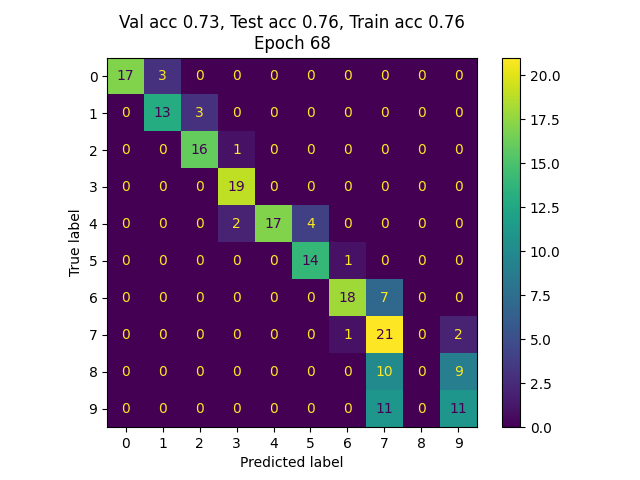 Val acc 0.73, Test acc 0.76, Train acc 0.76
Epoch 68
True label
0 17 3 0 0 0 0 0 0 0 0
1 0 13 3 0 0 0 0 0 0 0
2 0 0 16 1 0 0 0 0 0 0
3 0 0 0 19 0 0 0 0 0 0
4 0 0 0 2 17 4 0 0 0 0
5 0 0 0 0 0 14 1 0 0 0
6 0 0 0 0 0 0 18 7 0 0
7 0 0 0 0 0 0 1 21 0 2
8 0 0 0 0 0 0 0 10 0 9
9 0 0 0 0 0 0 0 11 0 11
0 1 2 3 4 5 6 7 8 9
Predicted label
20.0
17.5
15.0
12.5
10.0
7.5
5.0
2.5
0.0